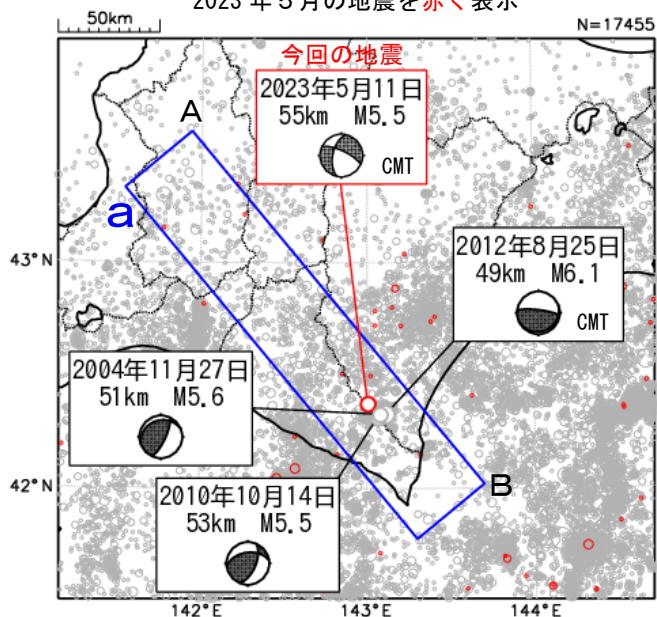 2023年5月の地震を赤く表示
50km
N=17455
今回の地震
2023年5月11日
55km M5.5
CMT
A
a
43°N
2012年8月25日
49km M6.1
CMT
2004年11月27日
51km M5.6
42°N
B
2010年10月14日
53km M5.5
142°E
143°E
144°E